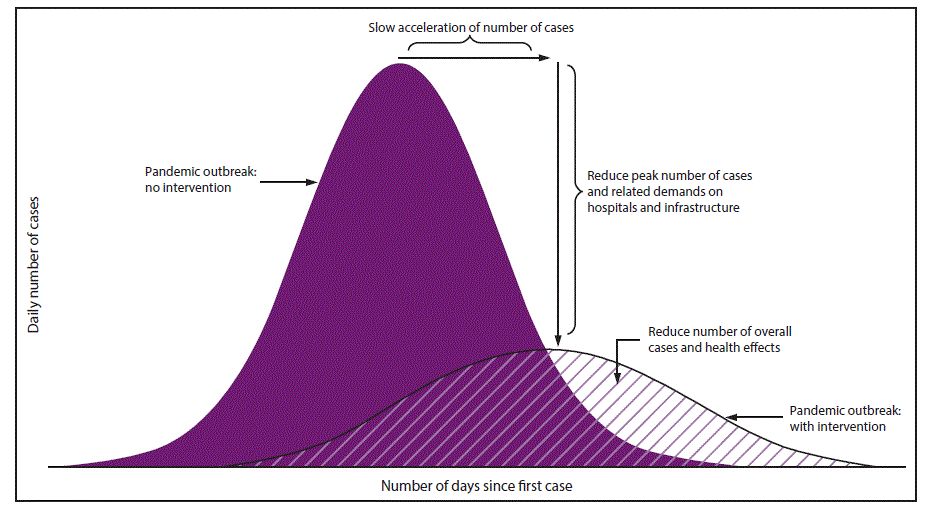 Slow acceleration of number of cases
Pandemic outbreak:
no intervention
Reduce peak number of cases
and related demands on
hospitals and infrastructure
Daily number of cases
Reduce number of overall
cases and health effects
Pandemic outbreak:
with intervention
Number of days since first case